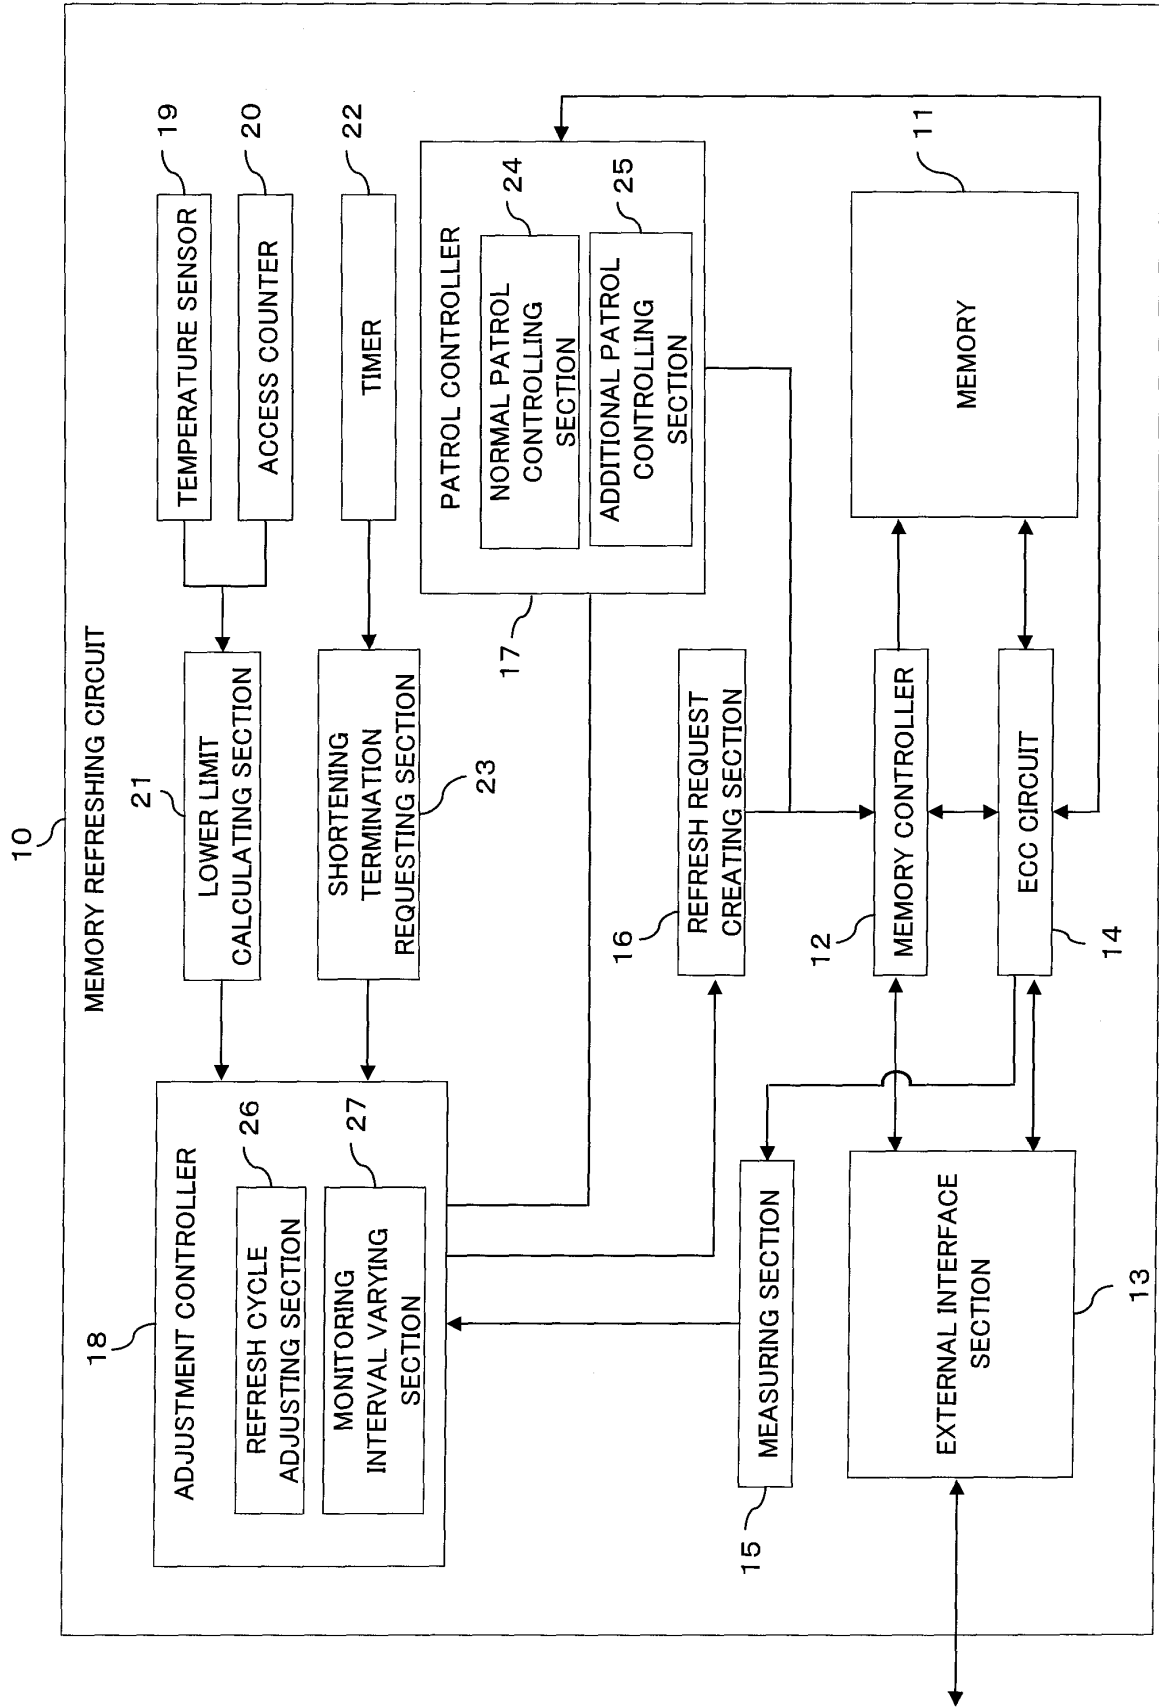 10
MEMORY REFRESHING CIRCUIT
18
ADJUSTMENT CONTROLLER
26
REFRESH CYCLE
ADJUSTING SECTION
27
MONITORING
INTERVAL VARYING
SECTION
21
LOWER LIMIT
CALCULATING SECTION
SHORTENING
TERMINATION
REQUESTING SECTION
23
TEMPERATURE SENSOR
19
ACCESS COUNTER
20
TIMER
22
17
PATROL CONTROLLER
NORMAL PATROL
CONTROLLING
SECTION
24
ADDITIONAL PATROL
CONTROLLING
SECTION
25
16
REFRESH REQUEST
CREATING SECTION
MEASURING SECTION
15
EXTERNAL INTERFACE
SECTION
13
12
MEMORY CONTROLLER
ECC CIRCUIT
14
MEMORY
11